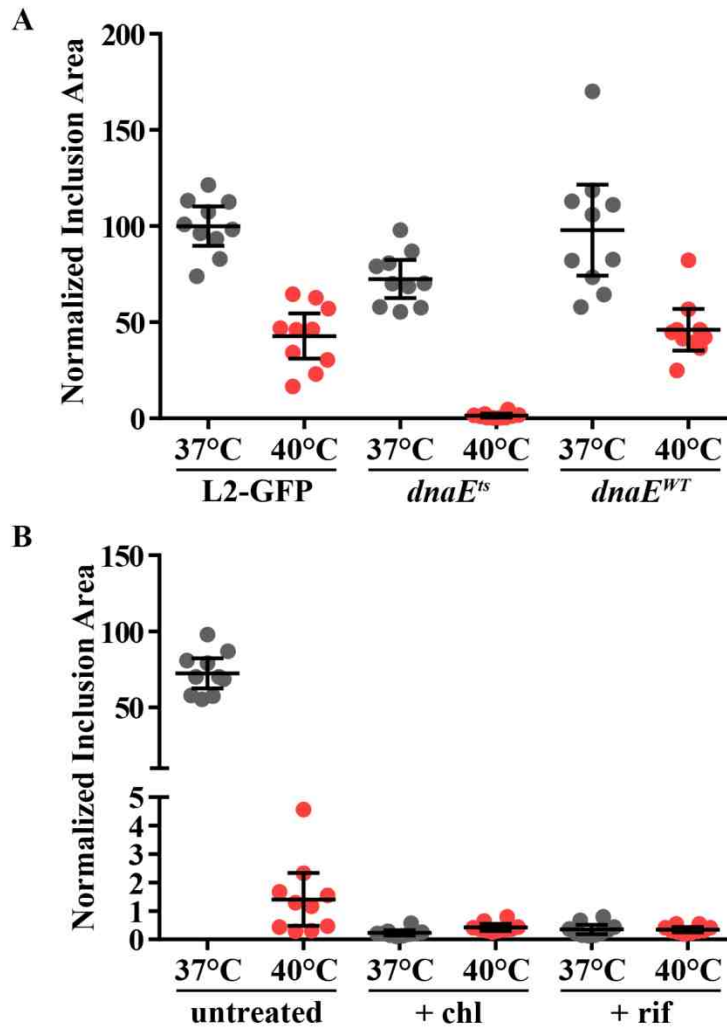 A
Normalized Inclusion Area
200
150
100
50
0
37°C 40°C 37°C 40°C 37°C 40°C
L2-GFP dnaE^ts dnaE^WT
B
Normalized Inclusion Area
150
100
50
5
4
3
2
1
0
37°C 40°C 37°C 40°C 37°C 40°C
untreated + chl + rif